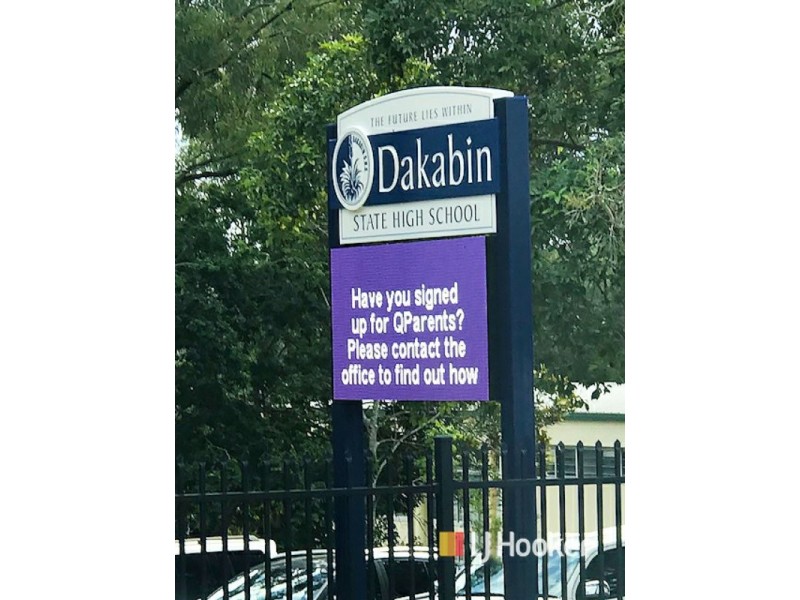 THE FUTURE LIES WITHIN
Dakabin
STATE HIGH SCHOOL
Have you signed
up for QParents?
Please contact the
office to find out how
LJ Hooker